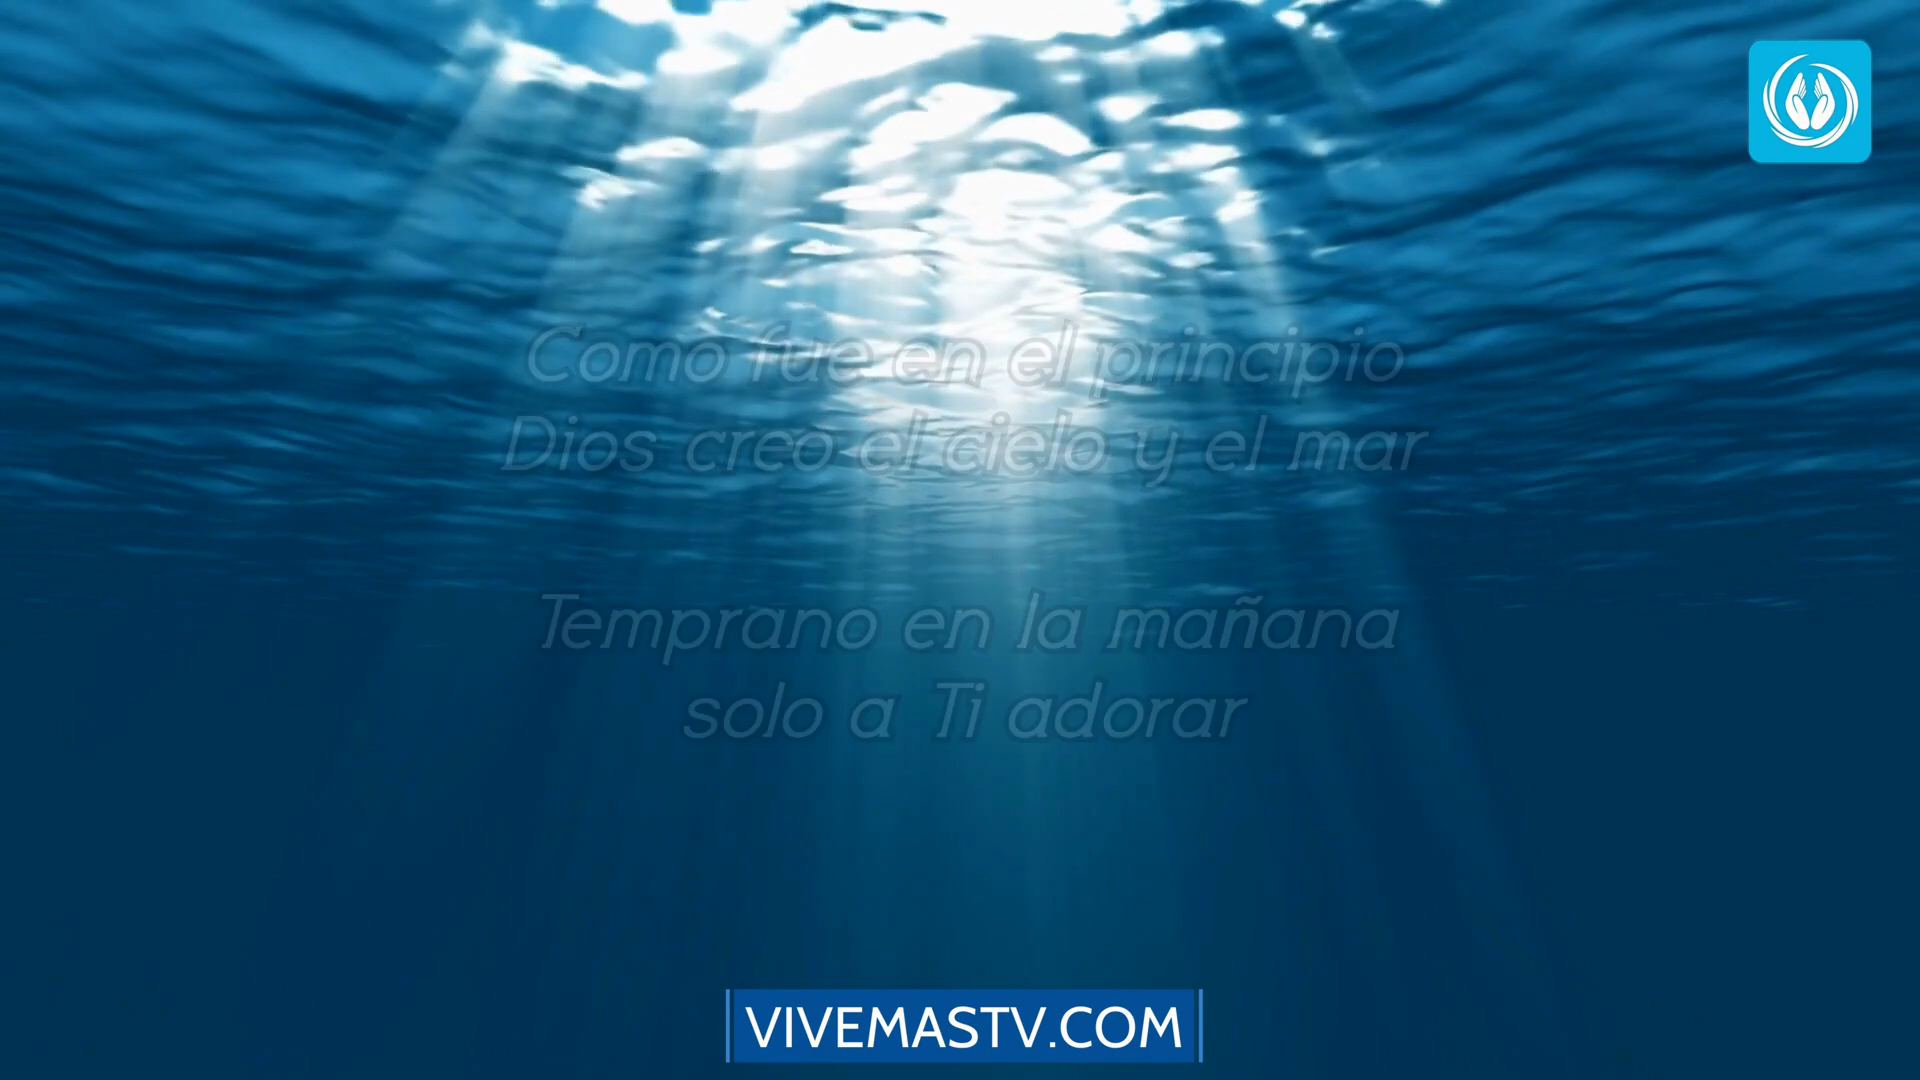 Como fue en el principio
Dios creo el cielo y el mar
Temprano en la mañana
solo a Ti adorar
VIVEMASTV.COM